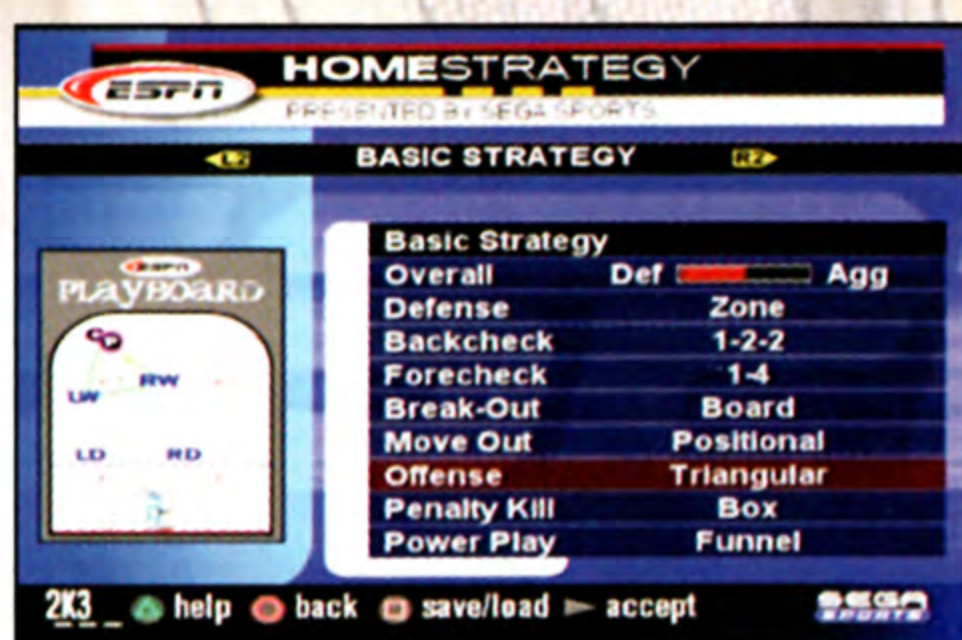 ESPN
HOMESTRATEGY
PRESENTED BY SEGA SPORTS
L2 BASIC STRATEGY R2
ESPN
PLAYBOARD
C
RW
LW
LD RD
Basic Strategy
Overall Def Agg
Defense Zone
Backcheck 1-2-2
Forecheck 1-4
Break-Out Board
Move Out Positional
Offense Triangular
Penalty Kill Box
Power Play Funnel
2K3 help back save/load accept
SEGA
SPORTS